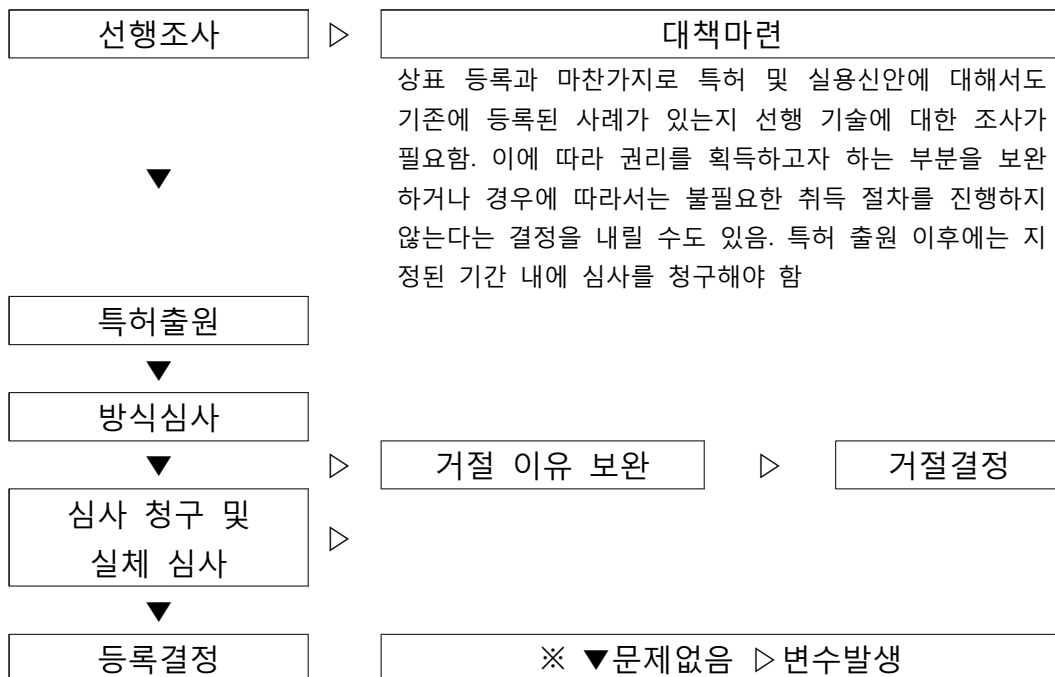 선행조사 ▷ 대책마련
상표 등록과 마찬가지로 특허 및 실용신안에 대해서도
기존에 등록된 사례가 있는지 선행 기술에 대한 조사가
필요함. 이에 따라 권리를 획득하고자 하는 부분을 보완
하거나 경우에 따라서는 불필요한 취득 절차를 진행하지
않는다는 결정을 내릴 수도 있음. 특허 출원 이후에는 지
정된 기간 내에 심사를 청구해야 함
▼
특허출원
▼
방식심사
▼ ▷ 거절 이유 보완 ▷ 거절결정
심사 청구 및
실체 심사 ▷
▼
등록결정
※ ▼문제없음 ▷변수발생